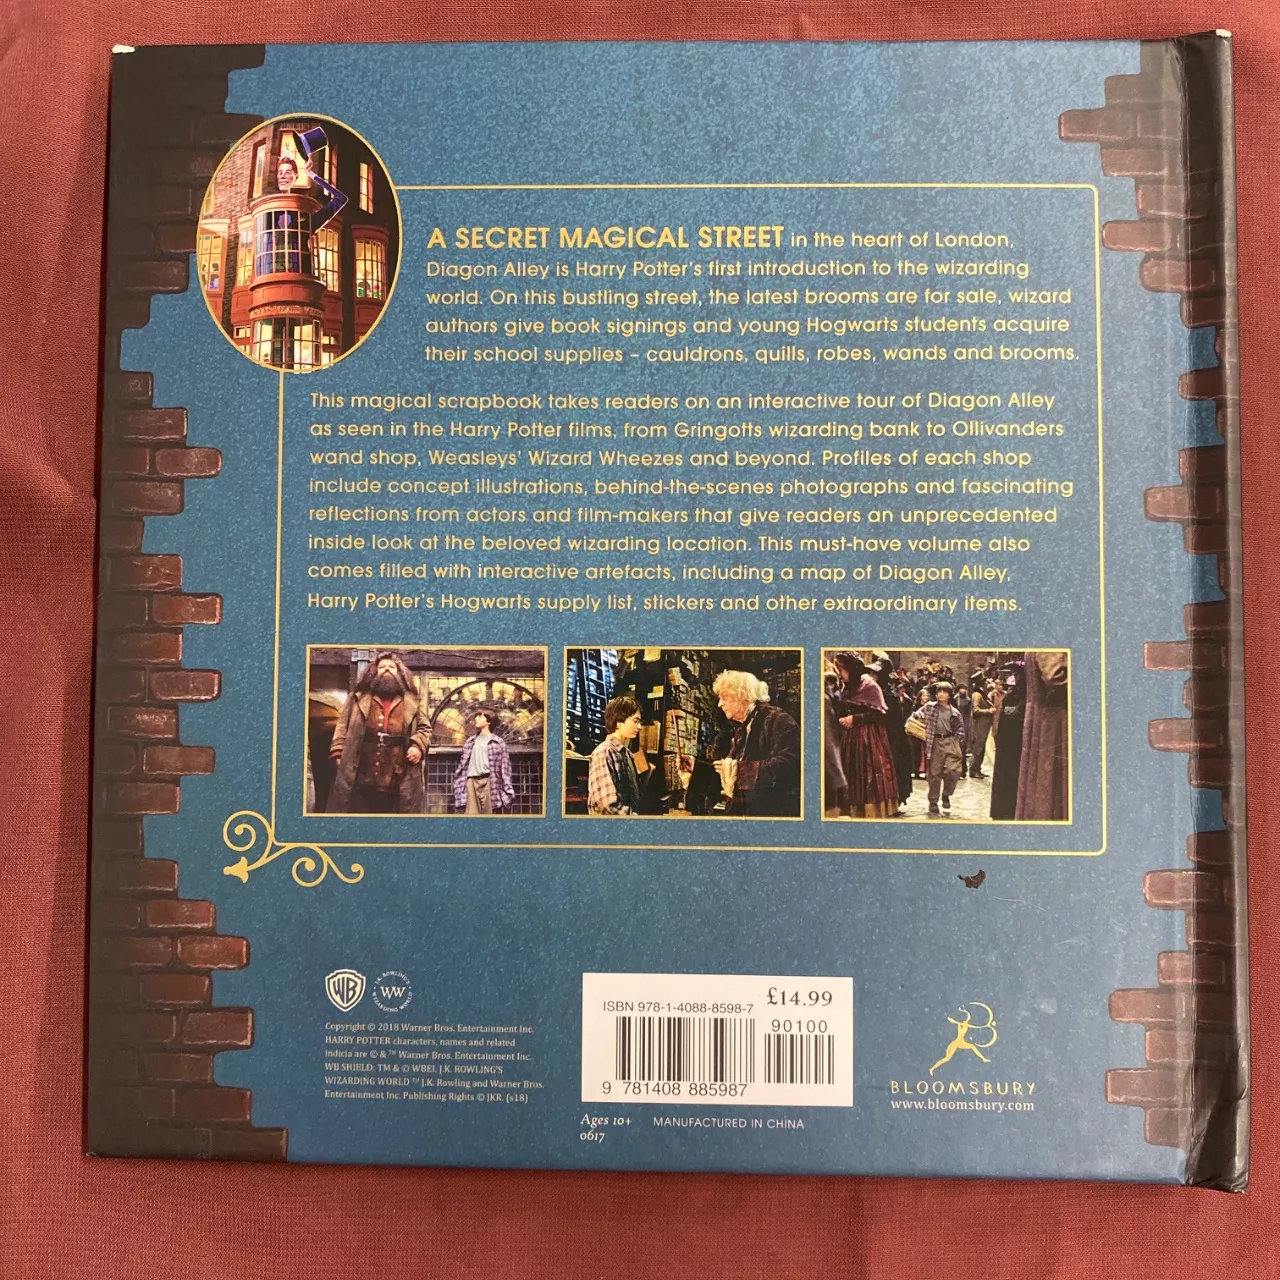 A SECRET MAGICAL STREET in the heart of London,
Diagon Alley is Harry Potter's first introduction to the wizarding
world. On this bustling street, the latest brooms are for sale, wizard
authors give book signings and young Hogwarts students acquire
their school supplies – cauldrons, quills, robes, wands and brooms.
This magical scrapbook takes readers on an interactive tour of Diagon Alley
as seen in the Harry Potter films, from Gringotts wizarding bank to Ollivanders
wand shop, Weasleys' Wizard Wheezes and beyond. Profiles of each shop
include concept illustrations, behind-the-scenes photographs and fascinating
reflections from actors and film-makers that give readers an unprecedented
inside look at the beloved wizarding location. This must-have volume also
comes filled with interactive artefacts, including a map of Diagon Alley,
Harry Potter's Hogwarts supply list, stickers and other extraordinary items.
WB
J.K. ROWLING'S
WW
WIZARDING WORLD
Copyright © 2018 Warner Bros. Entertainment Inc.
HARRY POTTER characters, names and related
indicia are © & ™ Warner Bros. Entertainment Inc.
WB SHIELD: TM & © WBEI. J.K. ROWLING'S
WIZARDING WORLD ™ J.K. Rowling and Warner Bros.
Entertainment Inc. Publishing Rights © JKR. (s18)
ISBN 978-1-4088-8598-7
£14.99
90100
9 781408 885987
Ages 10+
0617
MANUFACTURED IN CHINA
BLOOMSBURY
www.bloomsbury.com